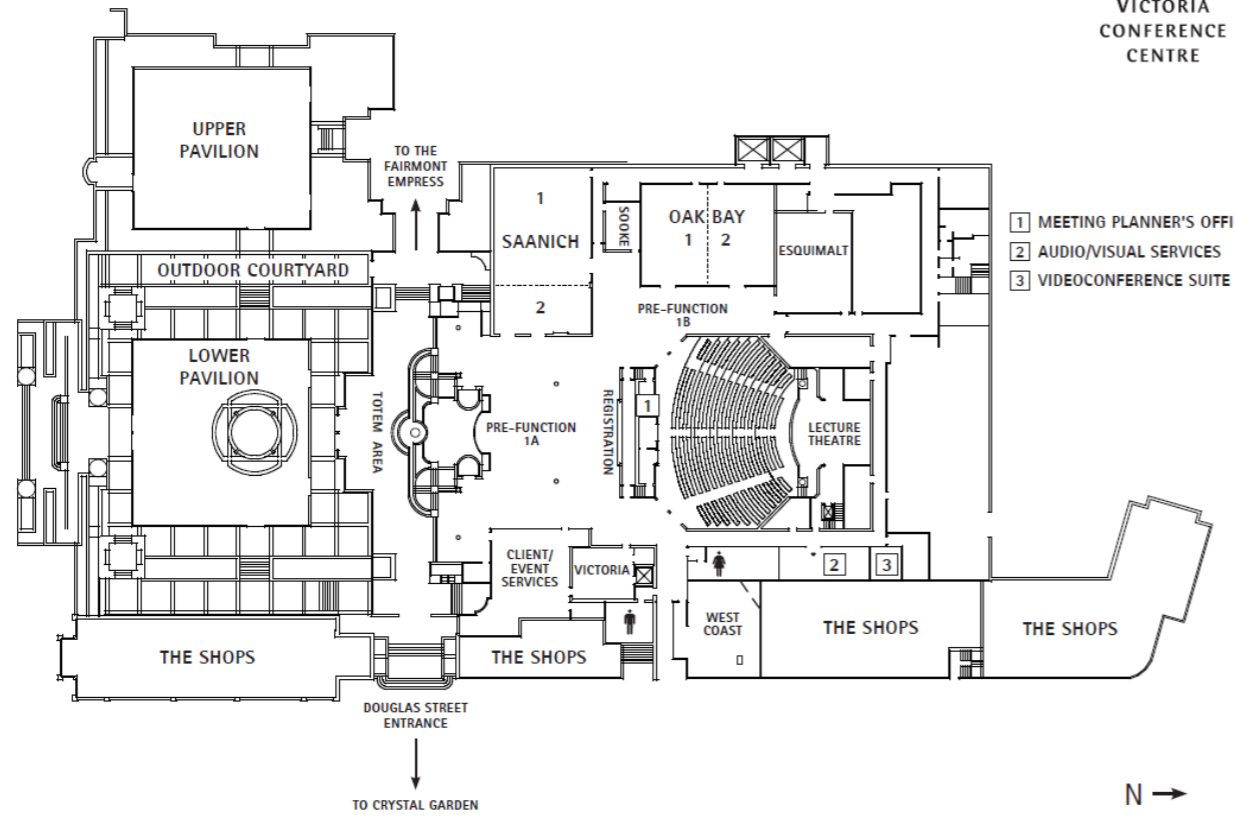 VICTORIA
CONFERENCE
CENTRE
UPPER
PAVILION
TO THE
FAIRMONT
EMPRESS
1
SAANICH
2
SOOKE
OAK BAY
1 2
ESQUIMALT
1 MEETING PLANNER'S OFFI
2 AUDIO/VISUAL SERVICES
3 VIDEOCONFERENCE SUITE
OUTDOOR COURTYARD
PRE-FUNCTION
1B
LOWER
PAVILION
TOTEM AREA
PRE-FUNCTION
1A
REGISTRATION
1
LECTURE
THEATRE
CLIENT/
EVENT
SERVICES
VICTORIA
2
3
WEST
COAST
THE SHOPS
THE SHOPS
THE SHOPS
THE SHOPS
DOUGLAS STREET
ENTRANCE
TO CRYSTAL GARDEN
N